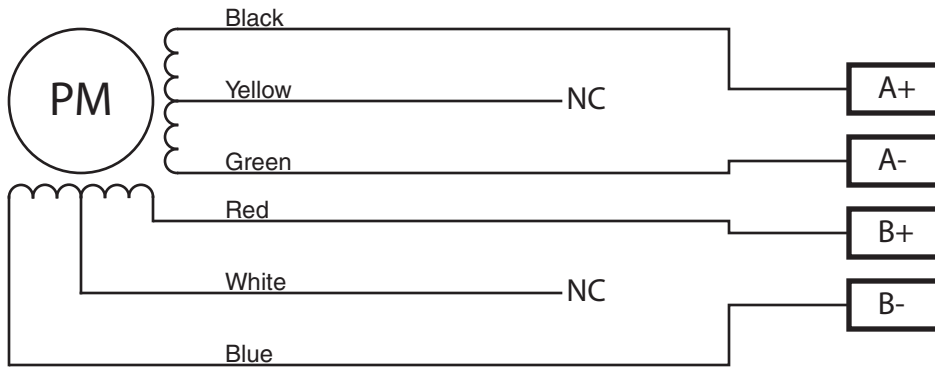 Black
PM
Yellow
NC
A+
Green
A-
Red
B+
White
NC
B-
Blue